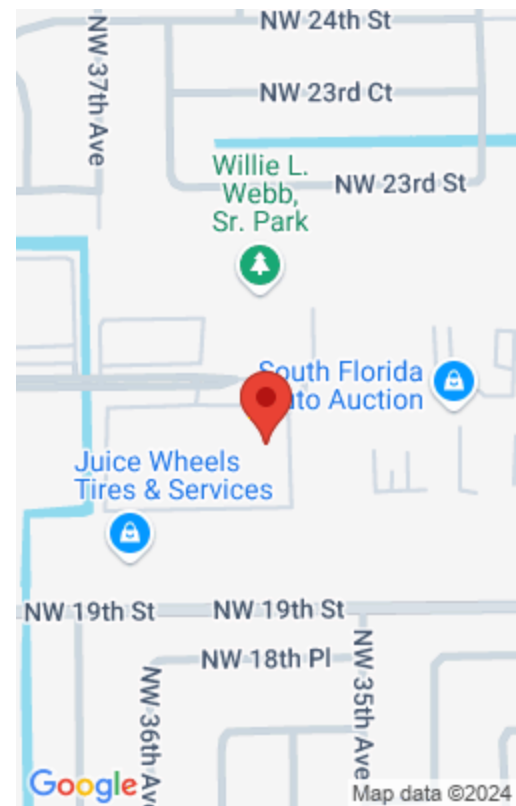 NW 24th St
NW 37th Ave
NW 23rd Ct
Willie L.
Webb,
Sr. Park
NW 23rd St
South Florida
Auto Auction
Juice Wheels
Tires & Services
NW 19th St
NW 19th St
NW 18th Pl
NW 36th Av
NW 35th Ave
Google
Map data ©2024